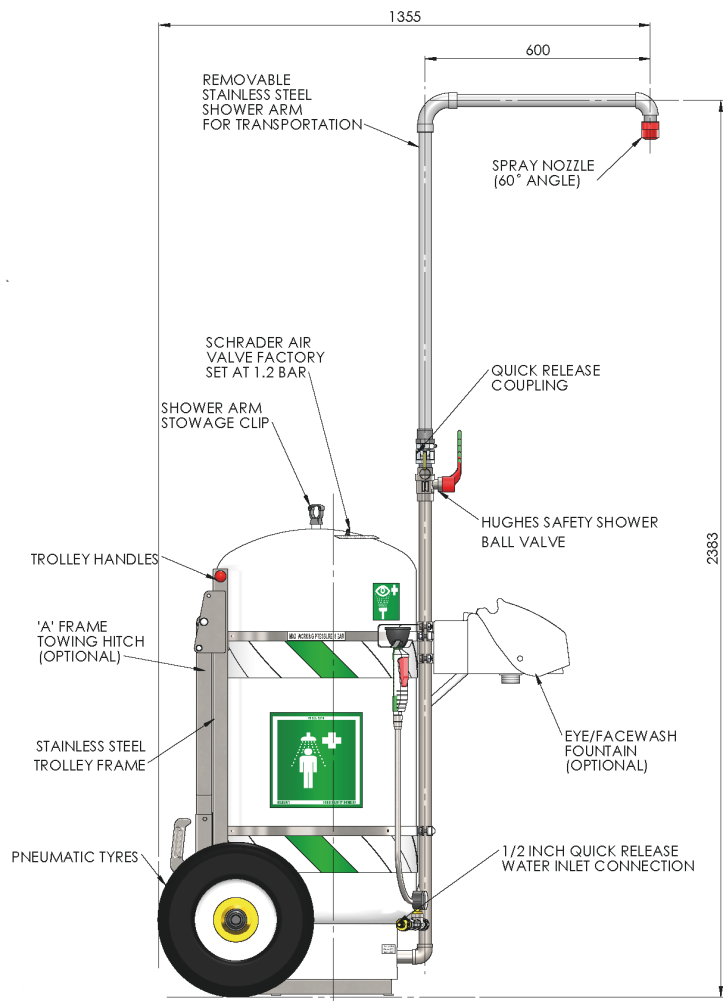 1355
600
REMOVABLE
STAINLESS STEEL
SHOWER ARM
FOR TRANSPORTATION
SPRAY NOZZLE
(60° ANGLE)
SCHRADER AIR
VALVE FACTORY
SET AT 1.2 BAR
QUICK RELEASE
COUPLING
SHOWER ARM
STOWAGE CLIP
HUGHES SAFETY SHOWER
BALL VALVE
2383
TROLLEY HANDLES
'A' FRAME
TOWING HITCH
(OPTIONAL)
EYE/FACEWASH
FOUNTAIN
(OPTIONAL)
STAINLESS STEEL
TROLLEY FRAME
PNEUMATIC TYRES
1/2 INCH QUICK RELEASE
WATER INLET CONNECTION